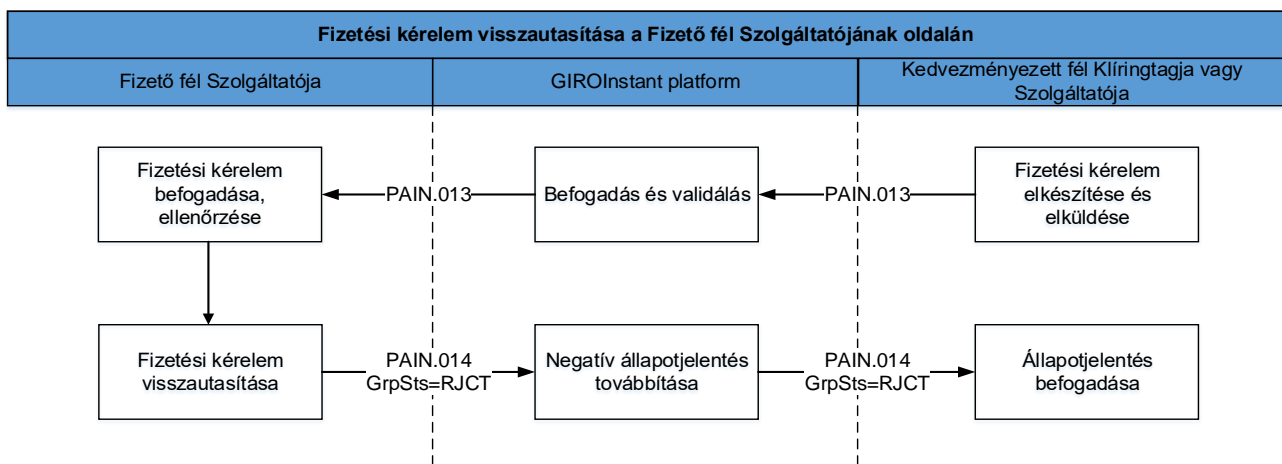 Fizetési kérelem visszautasítása a Fizető fél Szolgáltatójának oldalán
Fizető fél Szolgáltatója
GIROInstant platform
Kedvezményezett fél Klíringtagja vagy
Szolgáltatója
Fizetési kérelem
befogadása,
ellenőrzése
PAIN.013
Befogadás és validálás
PAIN.013
Fizetési kérelem
elkészítése és
elküldése
Fizetési kérelem
visszautasítása
PAIN.014
GrpSts=RJCT
Negatív állapotjelentés
továbbítása
PAIN.014
GrpSts=RJCT
Állapotjelentés
befogadása